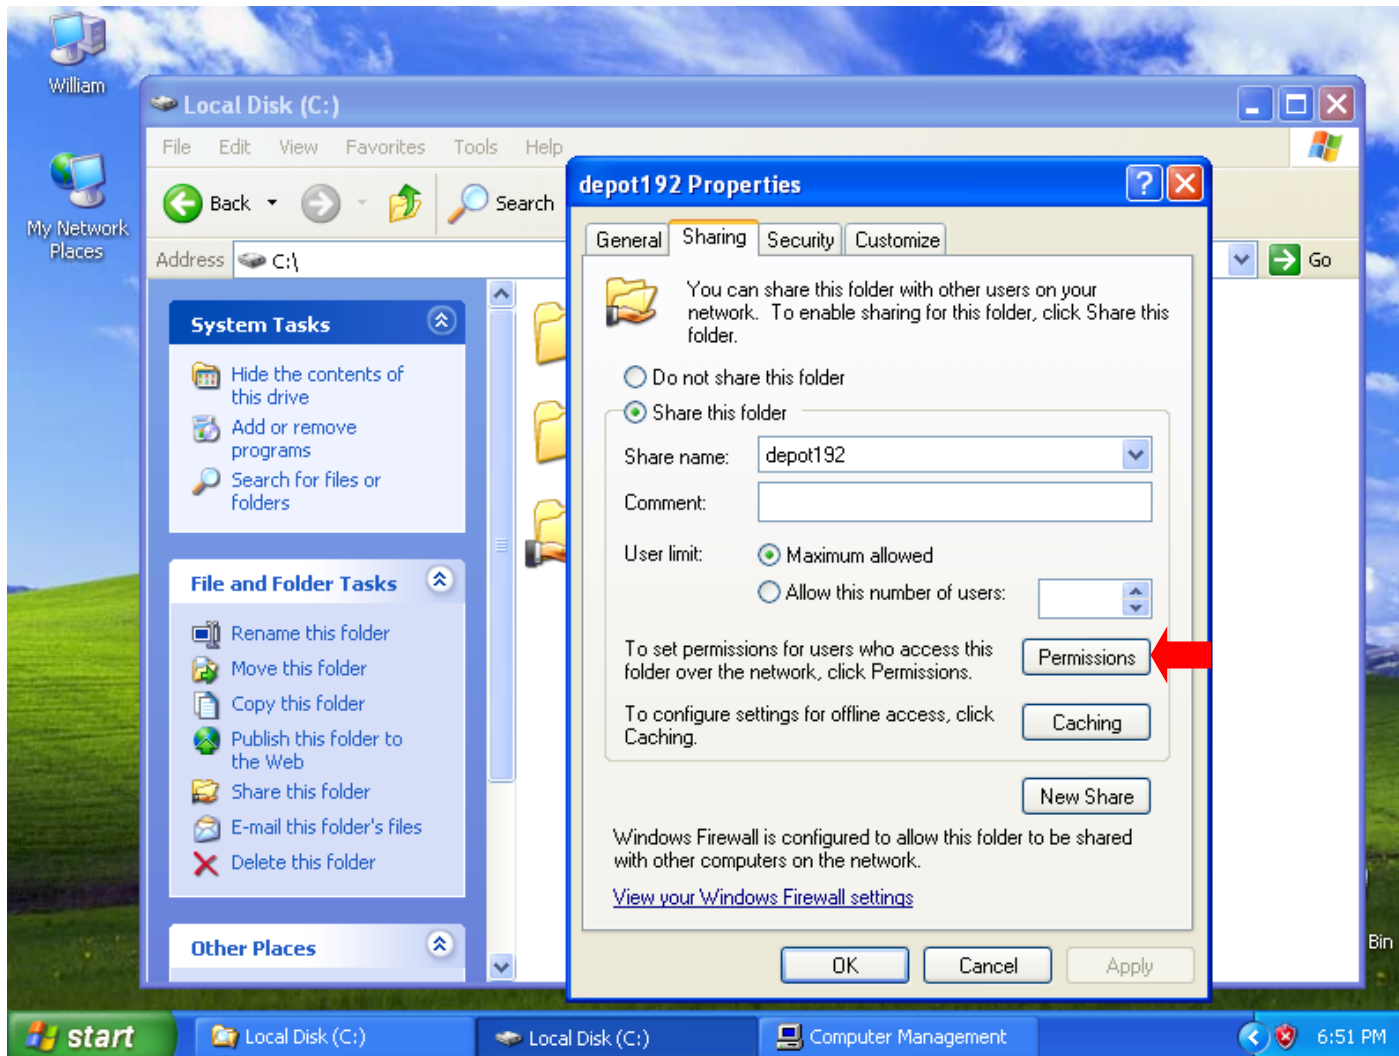 William
My Network
Places
Local Disk (C:)
File Edit View Favorites Tools Help
Back Search
Address C:\ Go
System Tasks
Hide the contents of
this drive
Add or remove
programs
Search for files or
folders
File and Folder Tasks
Rename this folder
Move this folder
Copy this folder
Publish this folder to
the Web
Share this folder
E-mail this folder's files
Delete this folder
Other Places
depot192 Properties
General Sharing Security Customize
You can share this folder with other users on your
network. To enable sharing for this folder, click Share this
folder.
Do not share this folder
Share this folder
Share name: depot192
Comment:
User limit: Maximum allowed
Allow this number of users:
To set permissions for users who access this
folder over the network, click Permissions.
Permissions
To configure settings for offline access, click
Caching.
Caching
New Share
Windows Firewall is configured to allow this folder to be shared
with other computers on the network.
View your Windows Firewall settings
OK Cancel Apply
Bin
start Local Disk (C:) Local Disk (C:) Computer Management 6:51 PM